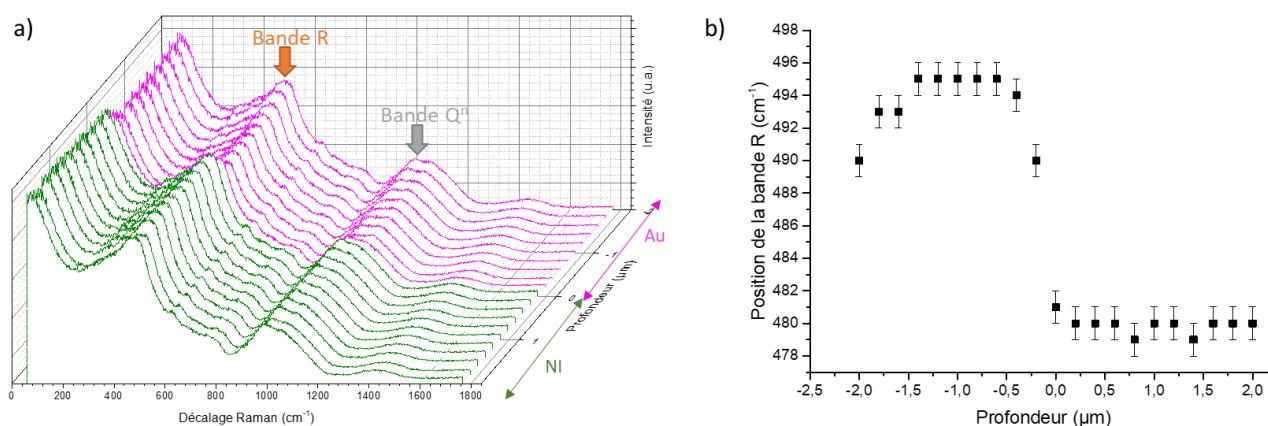 a)
Bande R
Bande Qⁿ
Intensité (u.a.)
Au
-1
0
Profondeur (µm)
1
NI
0 200 400 600 800 1000 1200 1400 1600 1800
Décalage Raman (cm⁻¹)
b)
Position de la bande R (cm⁻¹)
498
496
494
492
490
488
486
484
482
480
478
-2,0 -1,5 -1,0 -0,5 0,0 0,5 1,0 1,5 2,0
Profondeur (µm)